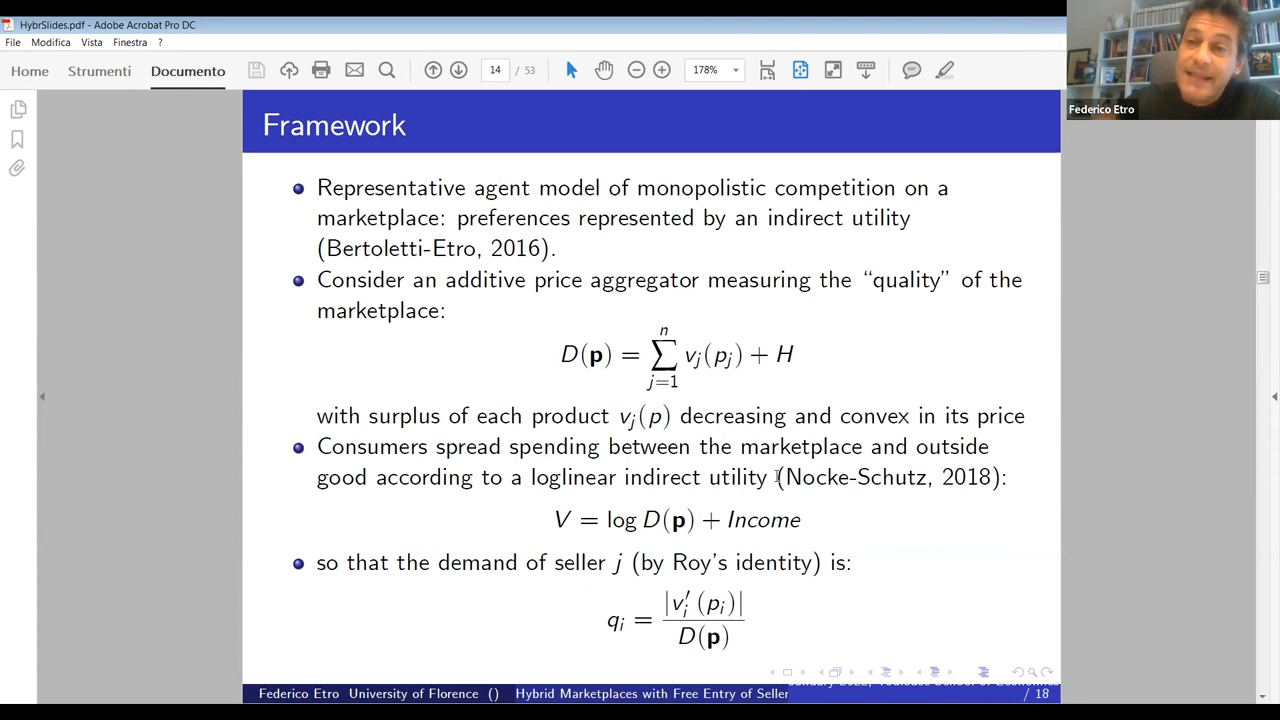 HybrSlides.pdf - Adobe Acrobat Pro DC
File Modifica Vista Finestra ?
Home Strumenti Documento 14 / 53 178%
Federico Etro
Framework
Representative agent model of monopolistic competition on a
marketplace: preferences represented by an indirect utility
(Bertoletti-Etro, 2016).
Consider an additive price aggregator measuring the “quality” of the
marketplace:
D(p) = ∑_{j=1}^{n} v_j(p_j) + H
with surplus of each product v_j(p) decreasing and convex in its price
Consumers spread spending between the marketplace and outside
good according to a loglinear indirect utility (Nocke-Schutz, 2018):
V = log D(p) + Income
so that the demand of seller j (by Roy's identity) is:
q_i = |v_i′ (p_i)| / D(p)
Federico Etro University of Florence () Hybrid Marketplaces with Free Entry of Seller
/ 18